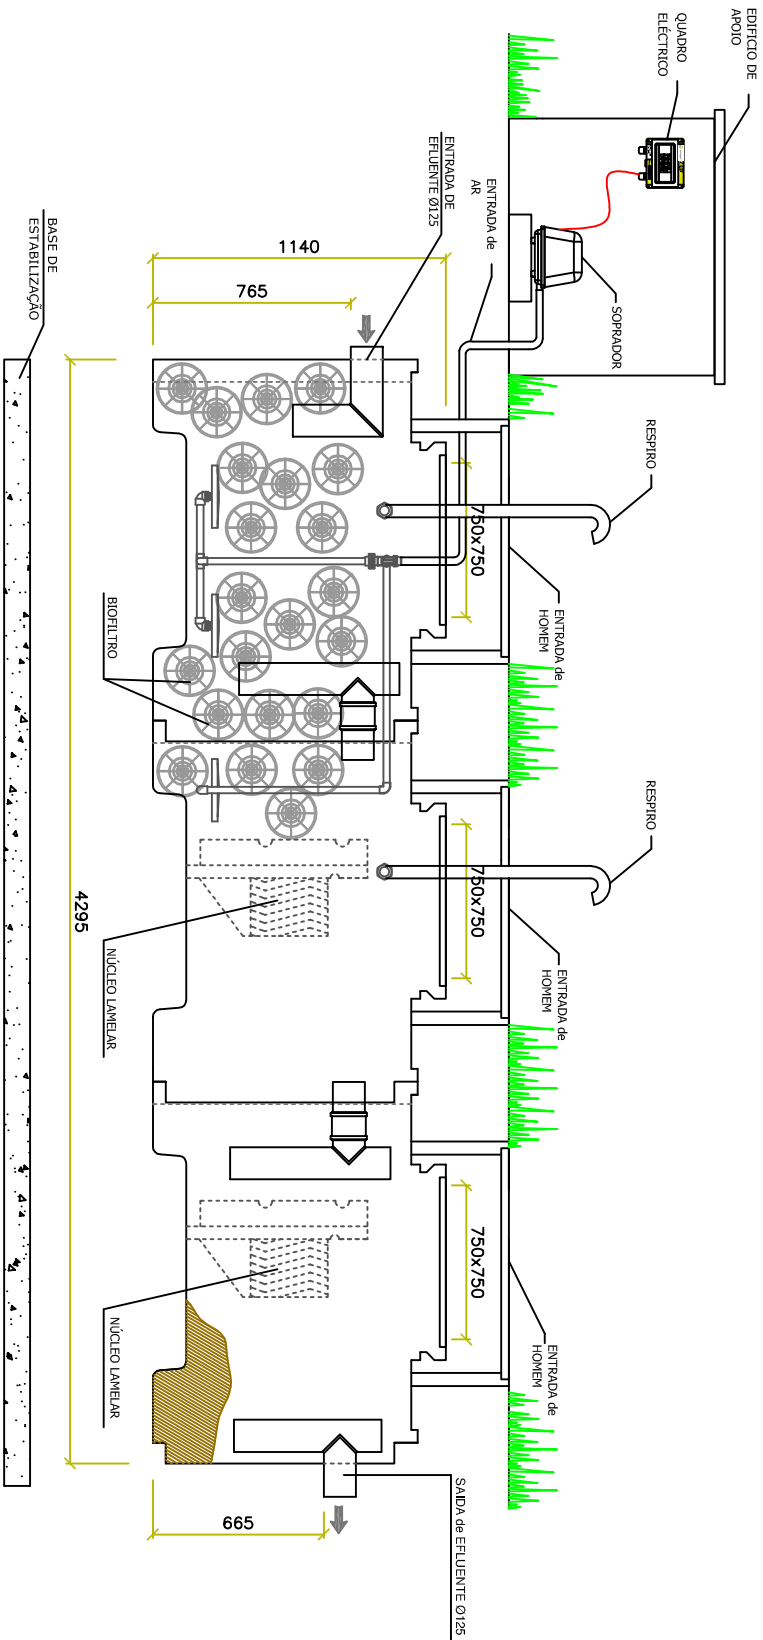 EDIFICIO DE
APOIO
QUADRO
ELÉCTRICO
SOPRADOR
ENTRADA de
AR
ENTRADA DE
EFLUENTE Ø125
RESPIRO
RESPIRO
ENTRADA de
HOMEM
ENTRADA de
HOMEM
ENTRADA de
HOMEM
750x750
750x750
750x750
1140
765
665
SAIDA de EFLUENTE Ø125
BIOFILTRO
NÚCLEO LAMELAR
NÚCLEO LAMELAR
4295
BASE DE
ESTABILIZAÇÃO